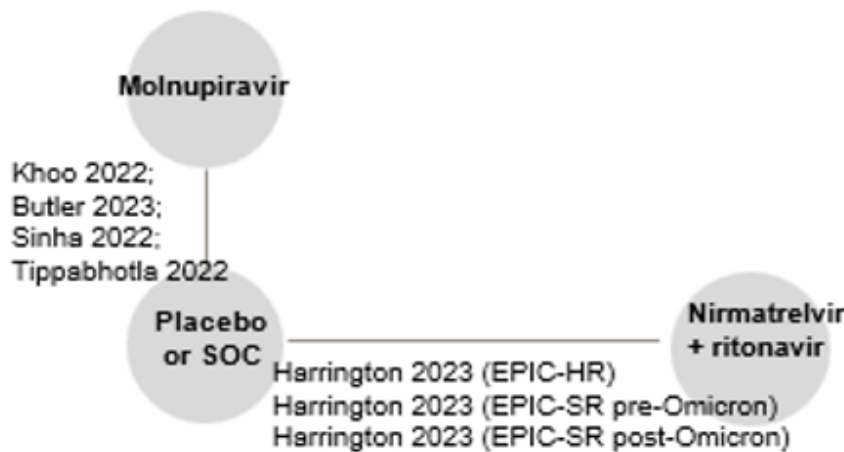 Molnupiravir
Khoo 2022;
Butler 2023;
Sinha 2022;
Tippabhotla 2022
Placebo
or SOC
Nirmatrelvir
+ ritonavir
Harrington 2023 (EPIC-HR)
Harrington 2023 (EPIC-SR pre-Omicron)
Harrington 2023 (EPIC-SR post-Omicron)